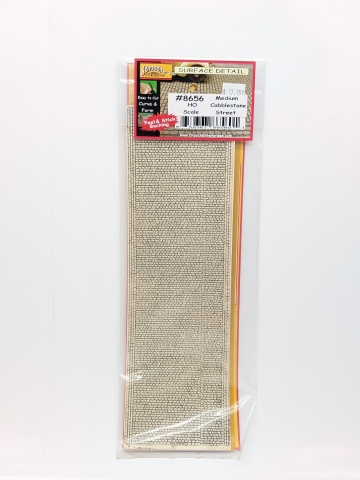 SURFACE DETAIL
Easy to Cut
Curve &
Form
Peel & Stick
Backing
#8656
HO
Scale
Medium
Cobblestone
Street